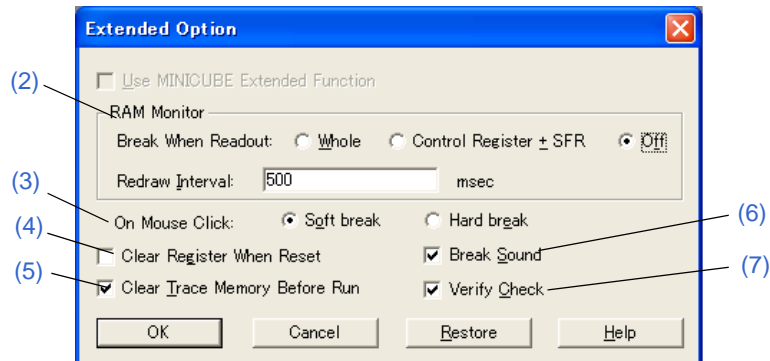 Extended Option
Use MINICUBE Extended Function
(2)
RAM Monitor
Break When Readout: Whole Control Register + SFR Off
Redraw Interval: 500 msec
(3)
On Mouse Click: Soft break Hard break
(6)
(4)
Clear Register When Reset Break Sound
(7)
(5)
Clear Trace Memory Before Run Verify Check
OK Cancel Restore Help